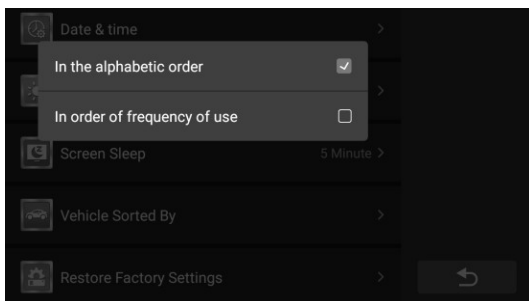 Date & time
In the alphabetic order
In order of frequency of use
Screen Sleep 5 Minute >
Vehicle Sorted By
Restore Factory Settings